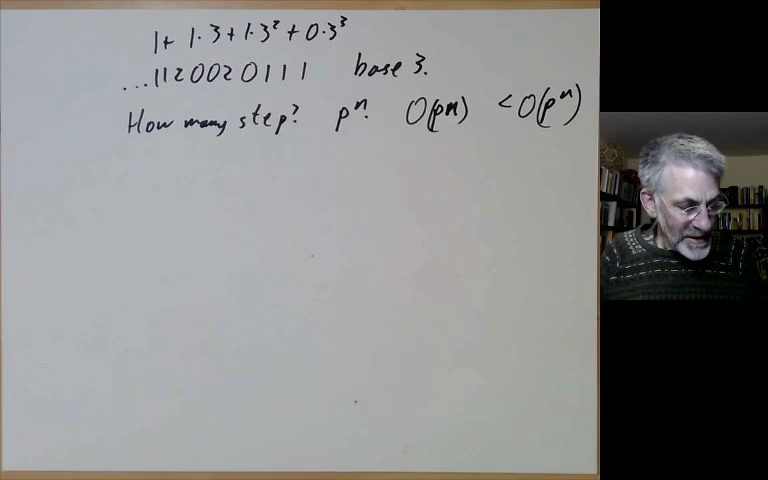 1+ 1·3+1·3² + 0·3³
...1120020111 base 3.
How many step? pⁿ. O(pn) < O(pⁿ)